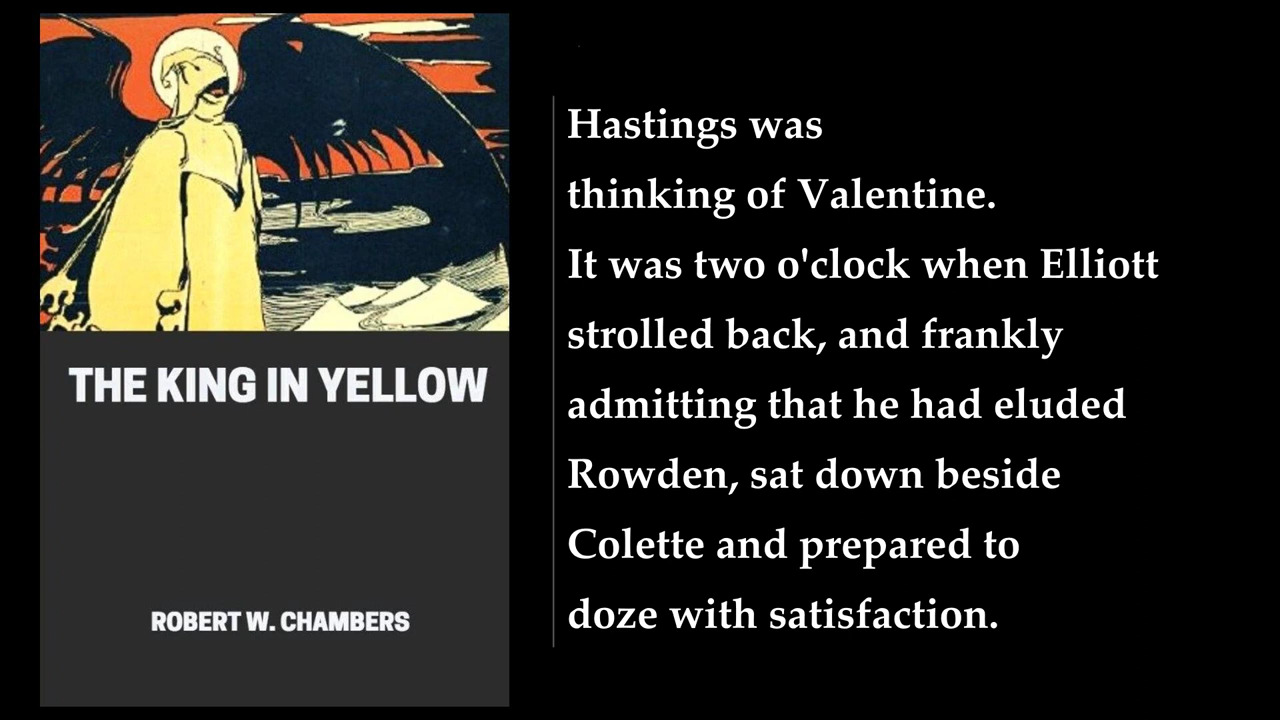 THE KING IN YELLOW
ROBERT W. CHAMBERS
Hastings was
thinking of Valentine.
It was two o'clock when Elliott
strolled back, and frankly
admitting that he had eluded
Rowden, sat down beside
Colette and prepared to
doze with satisfaction.